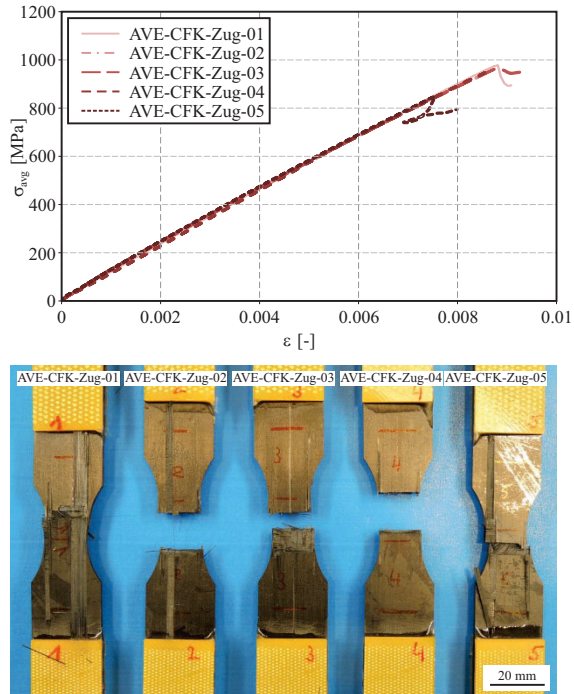 1200
1000
800
600
400
200
0
σavg [MPa]
AVE-CFK-Zug-01
AVE-CFK-Zug-02
AVE-CFK-Zug-03
AVE-CFK-Zug-04
AVE-CFK-Zug-05
0 0.002 0.004 0.006 0.008 0.01
ε [-]
AVE-CFK-Zug-01 AVE-CFK-Zug-02 AVE-CFK-Zug-03 AVE-CFK-Zug-04 AVE-CFK-Zug-05
1 2 3 4 5
2 3 4
3 4
1 2 3 4 5
20 mm